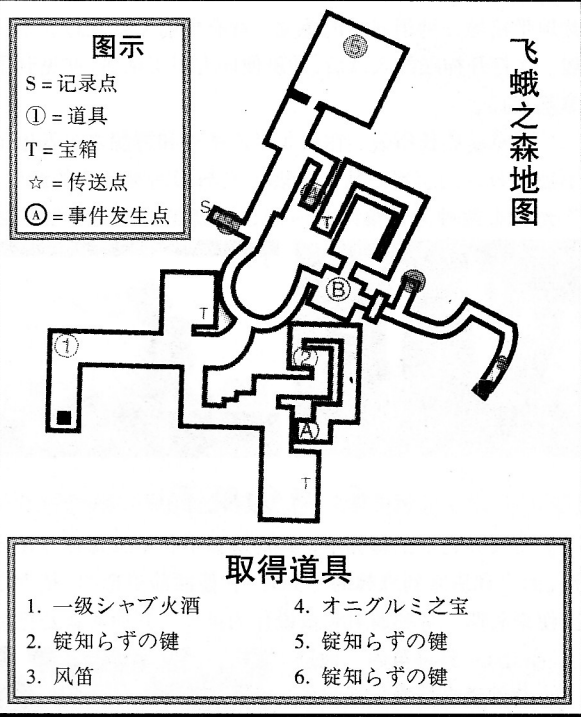 图示
S = 记录点
① = 道具
T = 宝箱
☆ = 传送点
Ⓐ = 事件发生点
飞蛾之森地图
5
4
S
T
B
T
1
2
A
T
取得道具
1. 一级シャブ火酒
2. 锭知らずの键
3. 风笛
4. オニグルミ之宝
5. 锭知らずの键
6. 锭知らずの键